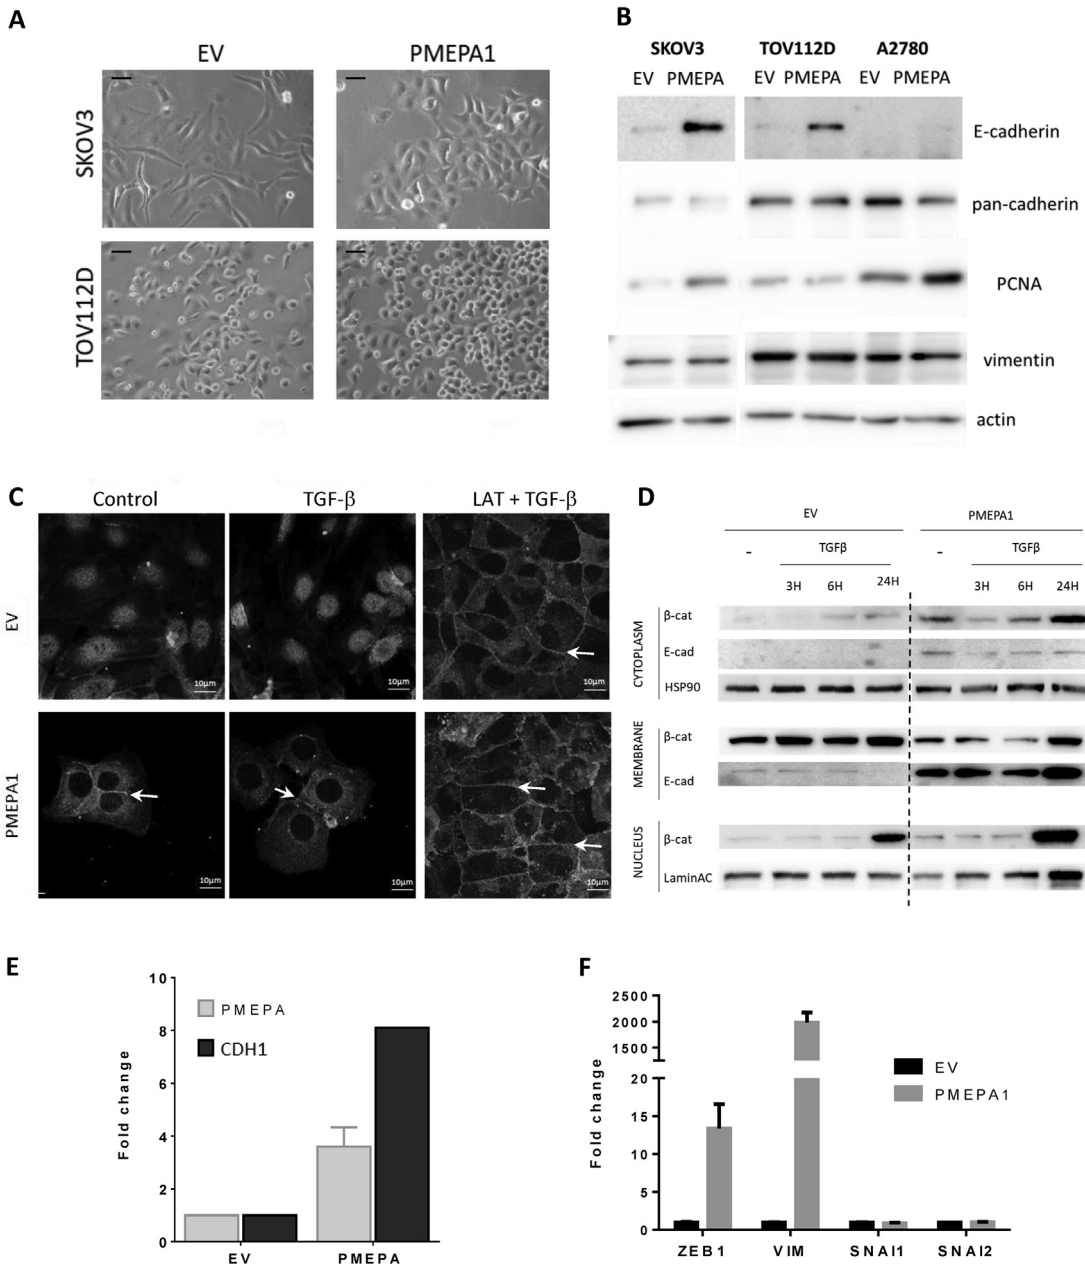 A
EV PMEPA1
SKOV3
TOV112D
B
SKOV3 TOV112D A2780
EV PMEPA EV PMEPA EV PMEPA
E-cadherin
pan-cadherin
PCNA
vimentin
actin
C
Control TGF-β LAT + TGF-β
EV
10μm 10μm 10μm
PMEPA1
10μm 10μm 10μm
D
EV PMEPA1
- TGFβ - TGFβ
3H 6H 24H 3H 6H 24H
CYTOPLASM
β-cat
E-cad
HSP90
MEMBRANE
β-cat
E-cad
NUCLEUS
β-cat
LaminAC
E
Fold change
10
8
6
4
2
0
PMEPA
CDH1
EV PMEPA
F
Fold change
2500
2000
1500
20
15
10
5
0
EV
PMEPA1
ZEB1 VIM SNAI1 SNAI2